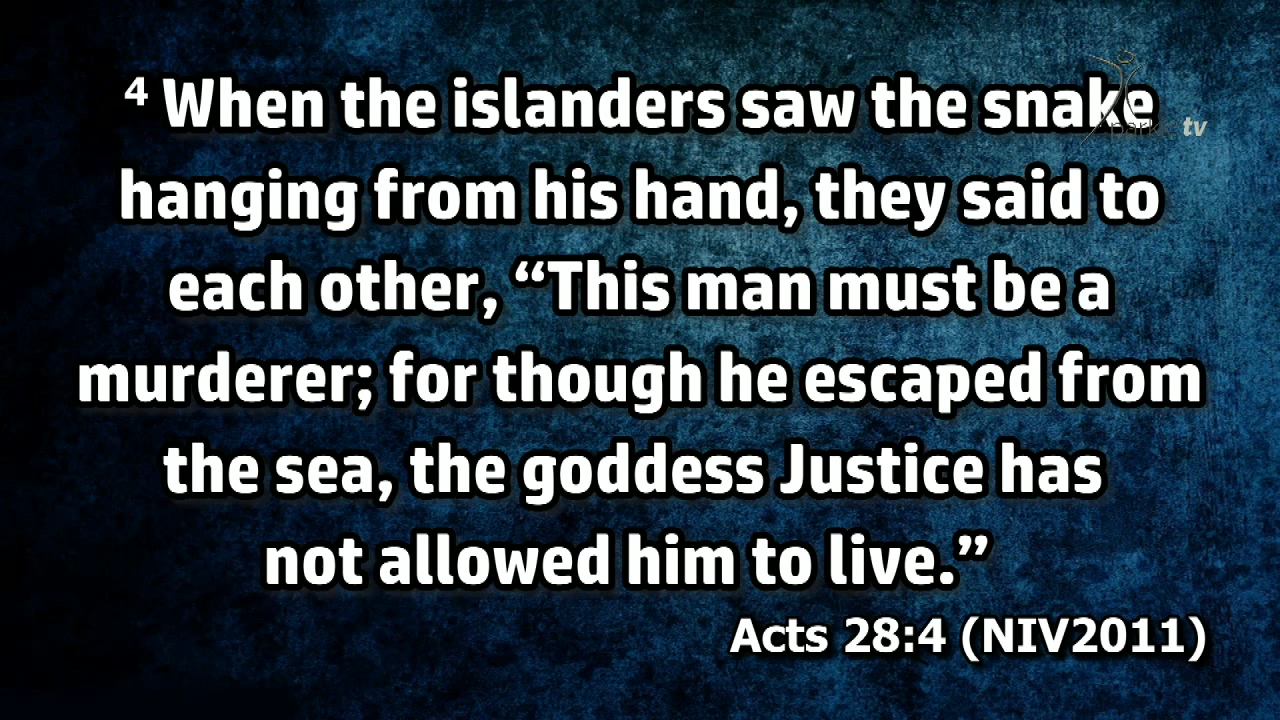 ⁴ When the islanders saw the snake
hanging from his hand, they said to
each other, “This man must be a
murderer; for though he escaped from
the sea, the goddess Justice has
not allowed him to live.”
Acts 28:4 (NIV2011)
tv